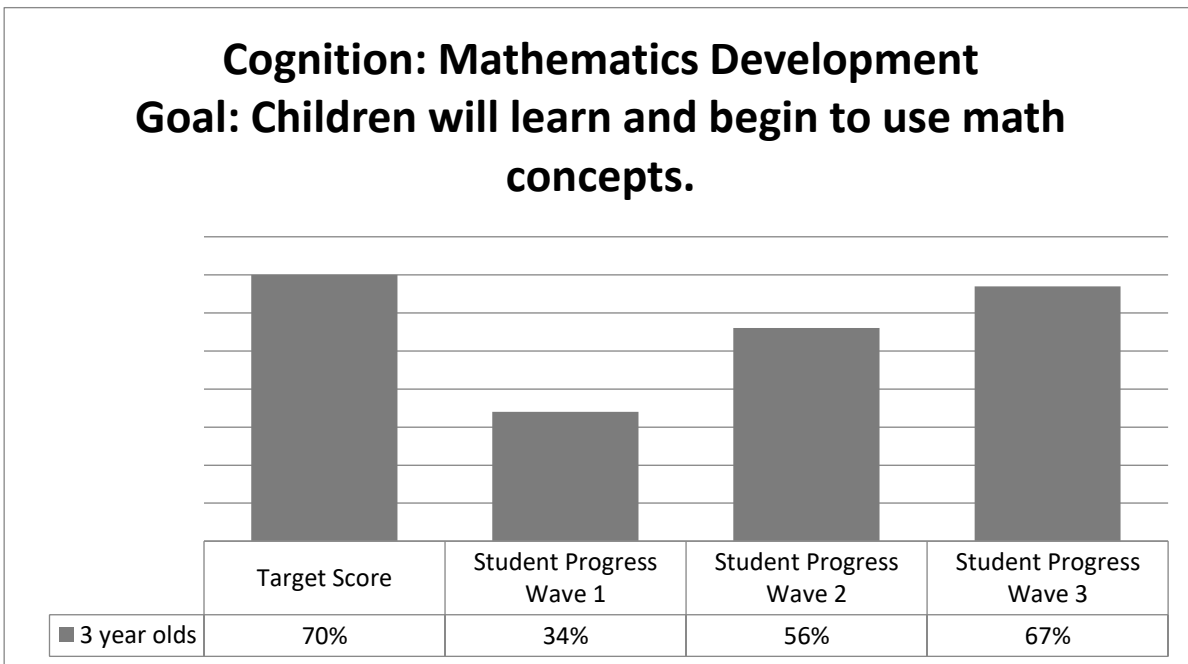 Cognition: Mathematics Development
Goal: Children will learn and begin to use math
concepts.
Target Score
Student Progress
Wave 1
Student Progress
Wave 2
Student Progress
Wave 3
3 year olds
70%
34%
56%
67%